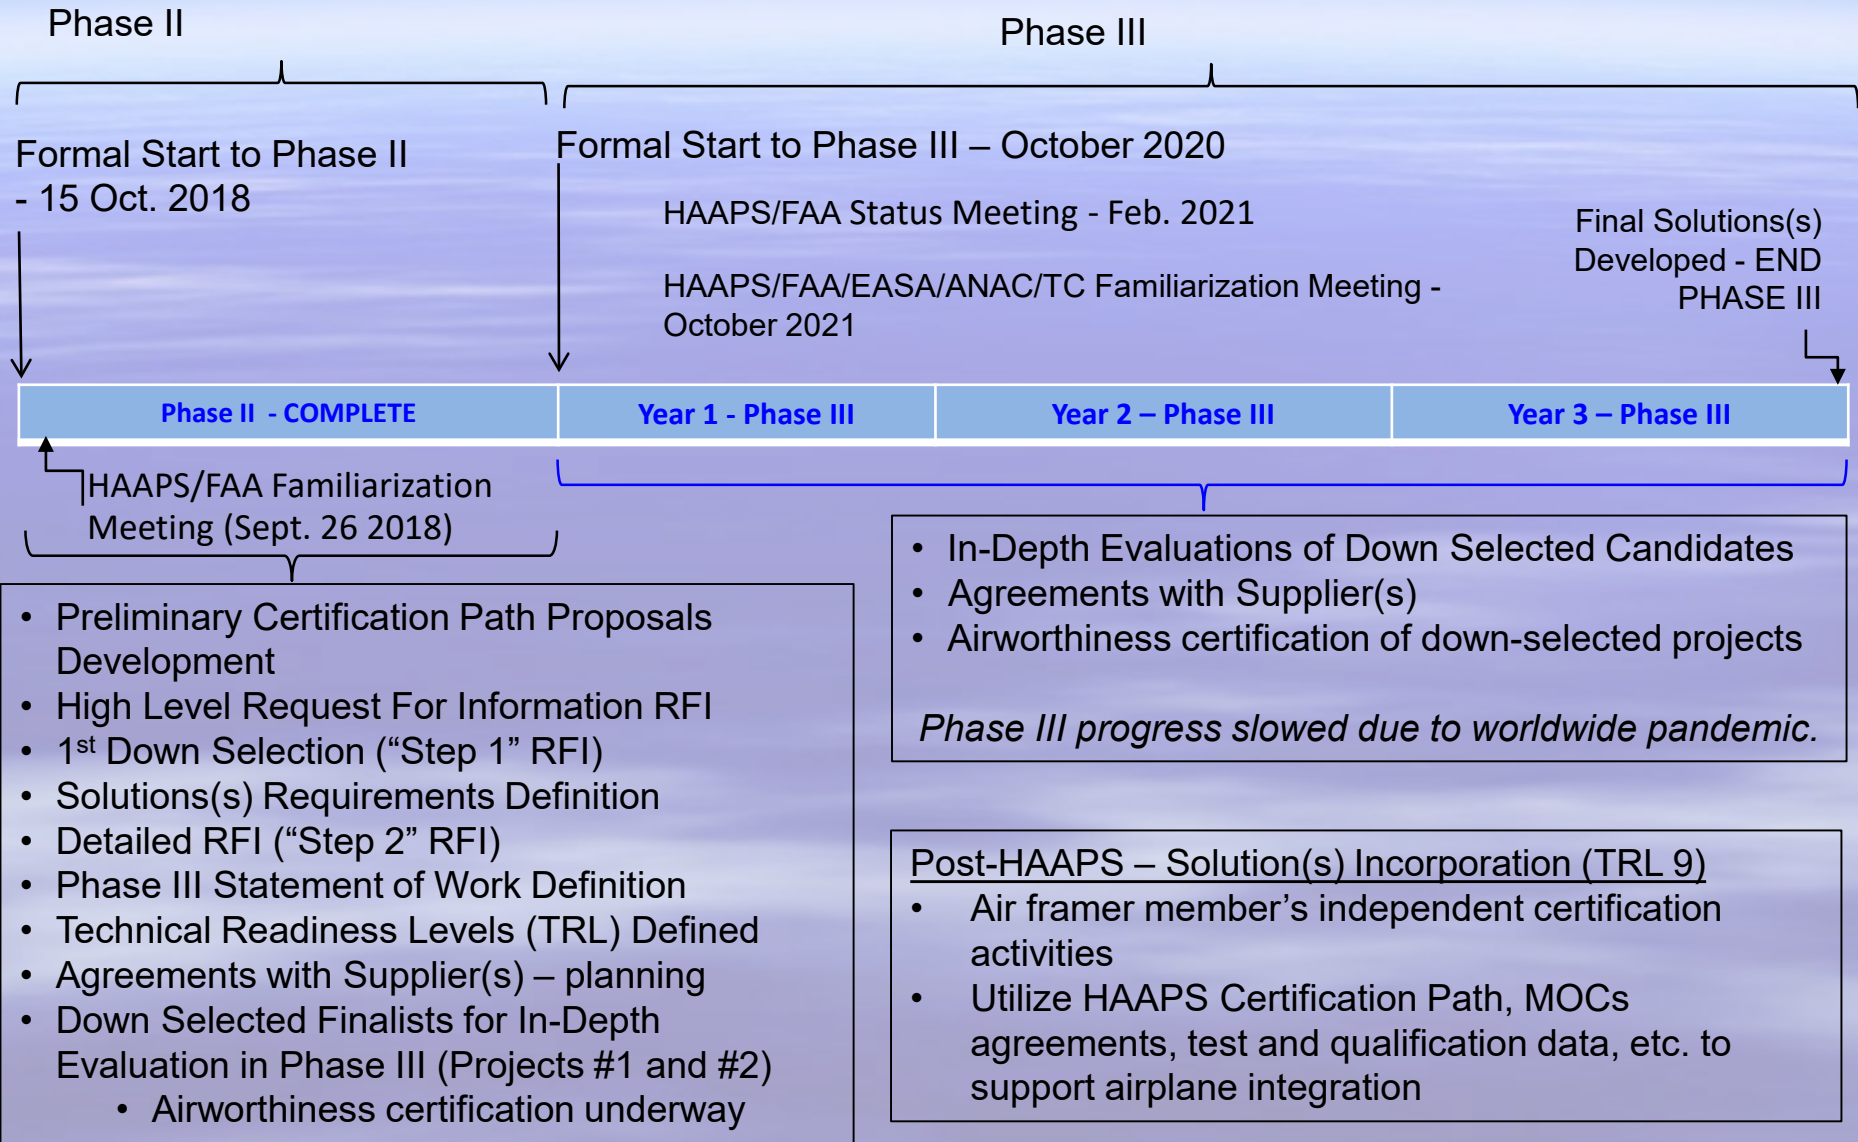 Phase II
Phase III
Formal Start to Phase II
- 15 Oct. 2018
Formal Start to Phase III – October 2020
HAAPS/FAA Status Meeting - Feb. 2021
HAAPS/FAA/EASA/ANAC/TC Familiarization Meeting -
October 2021
Final Solutions(s)
Developed - END
PHASE III
Phase II - COMPLETE
Year 1 - Phase III
Year 2 – Phase III
Year 3 – Phase III
HAAPS/FAA Familiarization
Meeting (Sept. 26 2018)
• Preliminary Certification Path Proposals
Development
• High Level Request For Information RFI
• 1st Down Selection (“Step 1” RFI)
• Solutions(s) Requirements Definition
• Detailed RFI (“Step 2” RFI)
• Phase III Statement of Work Definition
• Technical Readiness Levels (TRL) Defined
• Agreements with Supplier(s) – planning
• Down Selected Finalists for In-Depth
Evaluation in Phase III (Projects #1 and #2)
• Airworthiness certification underway
• In-Depth Evaluations of Down Selected Candidates
• Agreements with Supplier(s)
• Airworthiness certification of down-selected projects
Phase III progress slowed due to worldwide pandemic.
Post-HAAPS – Solution(s) Incorporation (TRL 9)
• Air framer member’s independent certification
activities
• Utilize HAAPS Certification Path, MOCs
agreements, test and qualification data, etc. to
support airplane integration